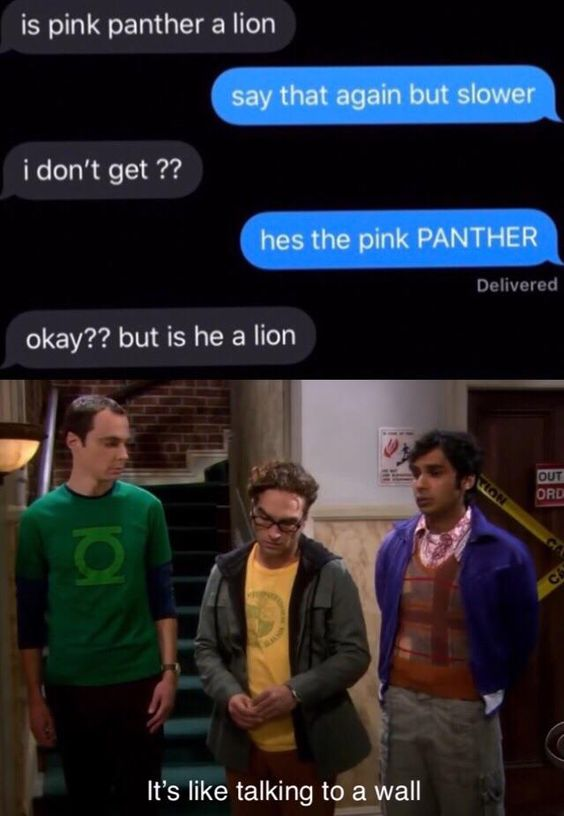 is pink panther a lion
say that again but slower
i don't get ??
hes the pink PANTHER
Delivered
okay?? but is he a lion
OUT
ORD
It's like talking to a wall